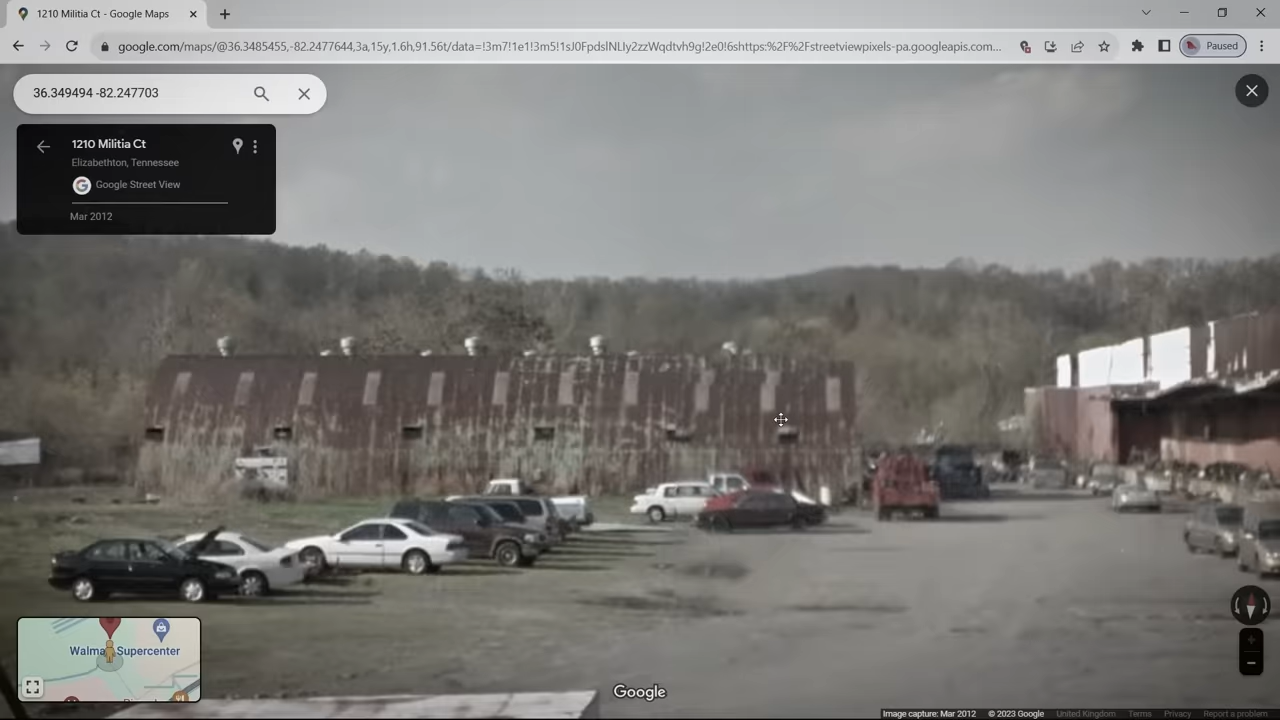 1210 Militia Ct - Google Maps
google.com/maps/@36.3485455,-82.2477644,3a,15y,1.6h,91.56t/data=!3m7!1e1!3m5!1sJ0FpdslNLIy2zzWqdtvh9g!2e0!6shttps:%2F%2Fstreetviewpixels-pa.googleapis.com...
Paused
36.349494 -82.247703
1210 Militia Ct
Elizabethton, Tennessee
Google Street View
Mar 2012
Walma Supercenter
Google
Image capture: Mar 2012 © 2023 Google United Kingdom Terms Privacy Report a problem